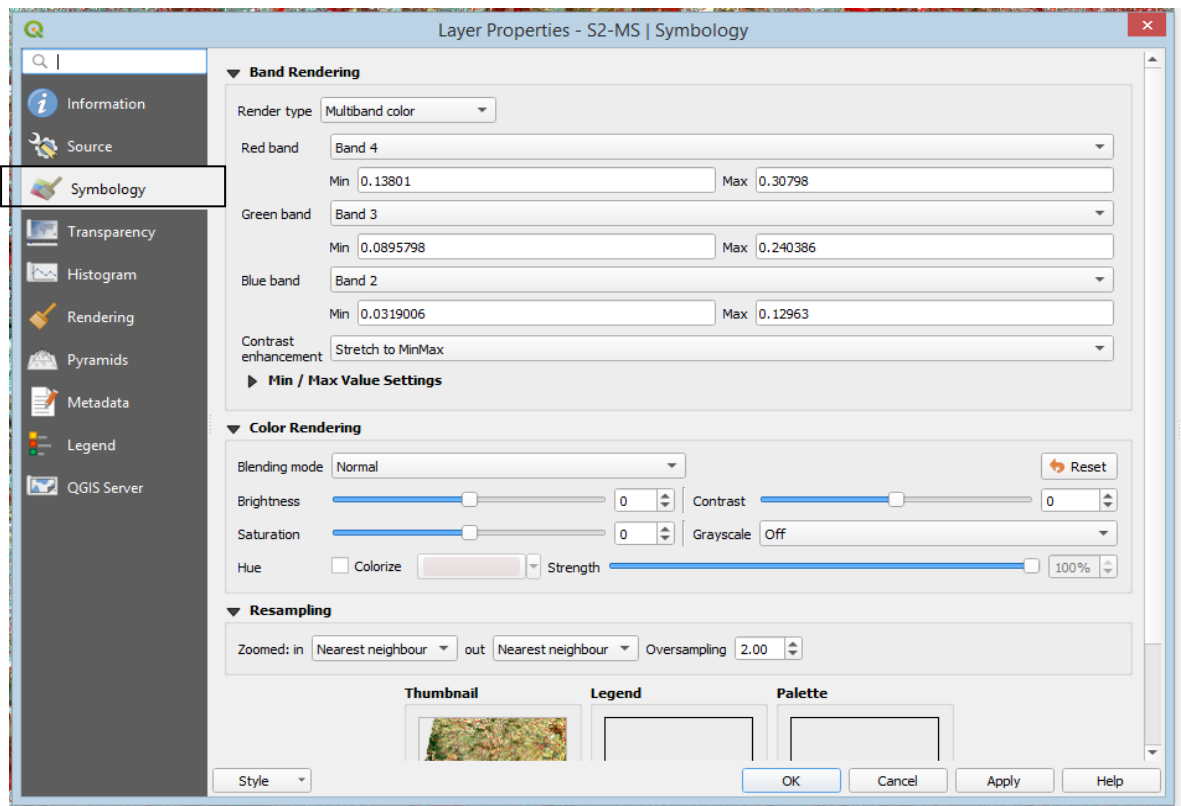 Layer Properties - S2-MS | Symbology
Information
Source
Symbology
Transparency
Histogram
Rendering
Pyramids
Metadata
Legend
QGIS Server
Band Rendering
Render type Multiband color
Red band Band 4
Min 0.13801 Max 0.30798
Green band Band 3
Min 0.0895798 Max 0.240386
Blue band Band 2
Min 0.0319006 Max 0.12963
Contrast
enhancement Stretch to MinMax
Min / Max Value Settings
Color Rendering
Blending mode Normal Reset
Brightness 0 Contrast 0
Saturation 0 Grayscale Off
Hue Colorize Strength 100%
Resampling
Zoomed: in Nearest neighbour out Nearest neighbour Oversampling 2.00
Thumbnail Legend Palette
Style OK Cancel Apply Help